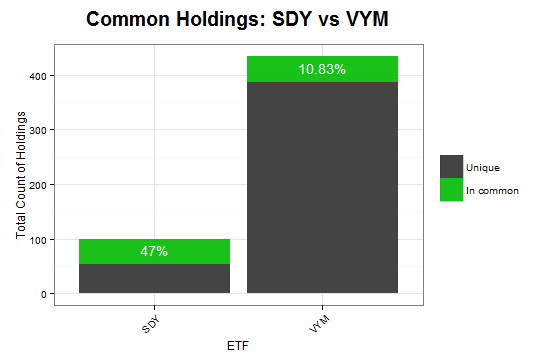 Common Holdings: SDY vs VYM
Total Count of Holdings
400
300
200
100
0
10.83%
47%
SDY
VYM
ETF
Unique
In common